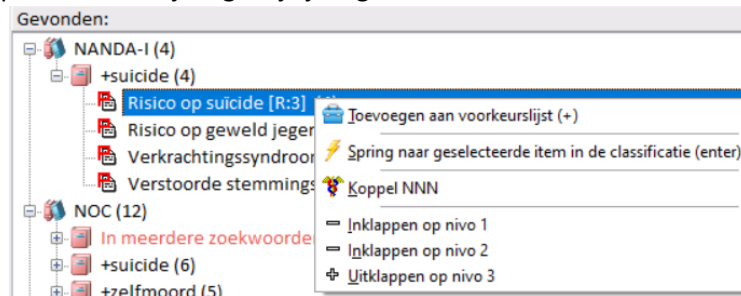 Gevonden:
NANDA-I (4)
+suicide (4)
Risico op suïcide [R:3]
Risico op geweld jeger
Verkrachtingssyndroor
Verstoorde stemmings
NOC (12)
In meerdere zoekwoorde
+suicide (6)
+zelfmoord (5)
Toevoegen aan voorkeurslijst (+)
Spring naar geselecteerde item in de classificatie (enter)
Koppel NNN
Inklappen op nivo 1
Inklappen op nivo 2
Uitklappen op nivo 3